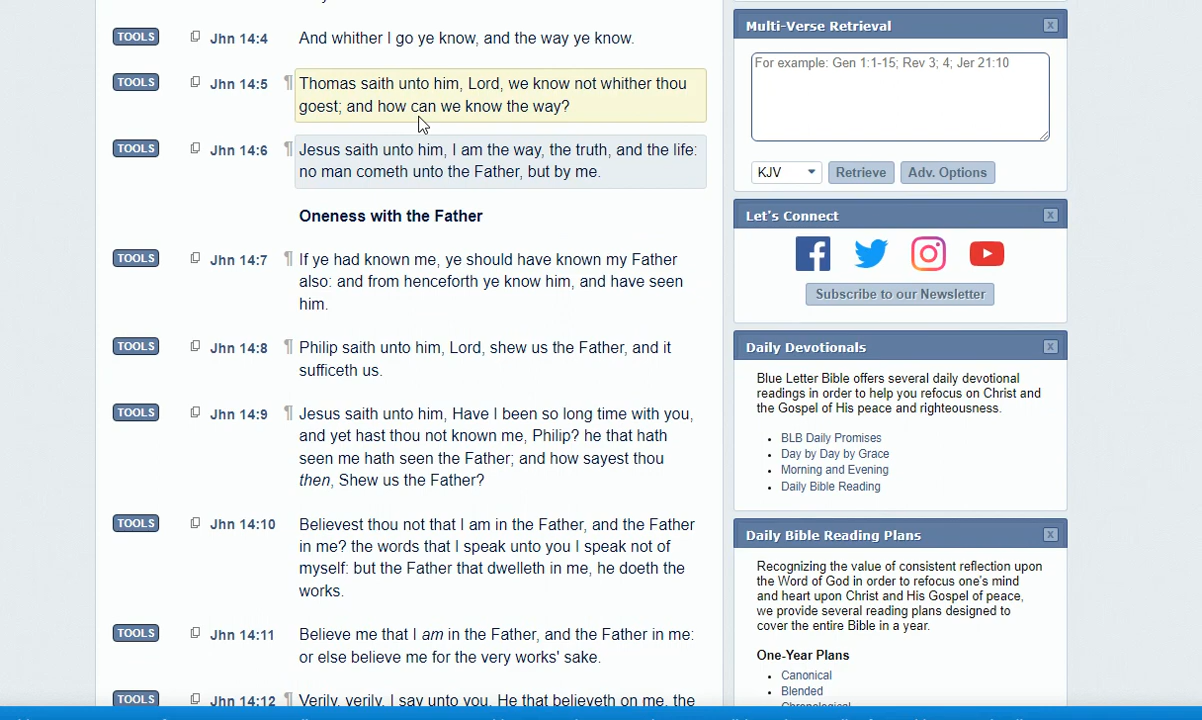 TOOLS Jhn 14:4 And whither I go ye know, and the way ye know.
TOOLS Jhn 14:5 ¶ Thomas saith unto him, Lord, we know not whither thou
goest; and how can we know the way?
TOOLS Jhn 14:6 ¶ Jesus saith unto him, I am the way, the truth, and the life:
no man cometh unto the Father, but by me.
Oneness with the Father
TOOLS Jhn 14:7 ¶ If ye had known me, ye should have known my Father
also: and from henceforth ye know him, and have seen
him.
TOOLS Jhn 14:8 ¶ Philip saith unto him, Lord, shew us the Father, and it
sufficeth us.
TOOLS Jhn 14:9 ¶ Jesus saith unto him, Have I been so long time with you,
and yet hast thou not known me, Philip? he that hath
seen me hath seen the Father; and how sayest thou
then, Shew us the Father?
TOOLS Jhn 14:10 Believest thou not that I am in the Father, and the Father
in me? the words that I speak unto you I speak not of
myself: but the Father that dwelleth in me, he doeth the
works.
TOOLS Jhn 14:11 Believe me that I am in the Father, and the Father in me:
or else believe me for the very works' sake.
TOOLS Jhn 14:12 ¶ Verily, verily, I say unto you, He that believeth on me, the
Multi-Verse Retrieval X
For example: Gen 1:1-15; Rev 3; 4; Jer 21:10
KJV Retrieve Adv. Options
Let's Connect X
Subscribe to our Newsletter
Daily Devotionals X
Blue Letter Bible offers several daily devotional
readings in order to help you refocus on Christ and
the Gospel of His peace and righteousness.
• BLB Daily Promises
• Day by Day by Grace
• Morning and Evening
• Daily Bible Reading
Daily Bible Reading Plans X
Recognizing the value of consistent reflection upon
the Word of God in order to refocus one's mind
and heart upon Christ and His Gospel of peace,
we provide several reading plans designed to
cover the entire Bible in a year.
One-Year Plans
• Canonical
• Blended
• Chronological